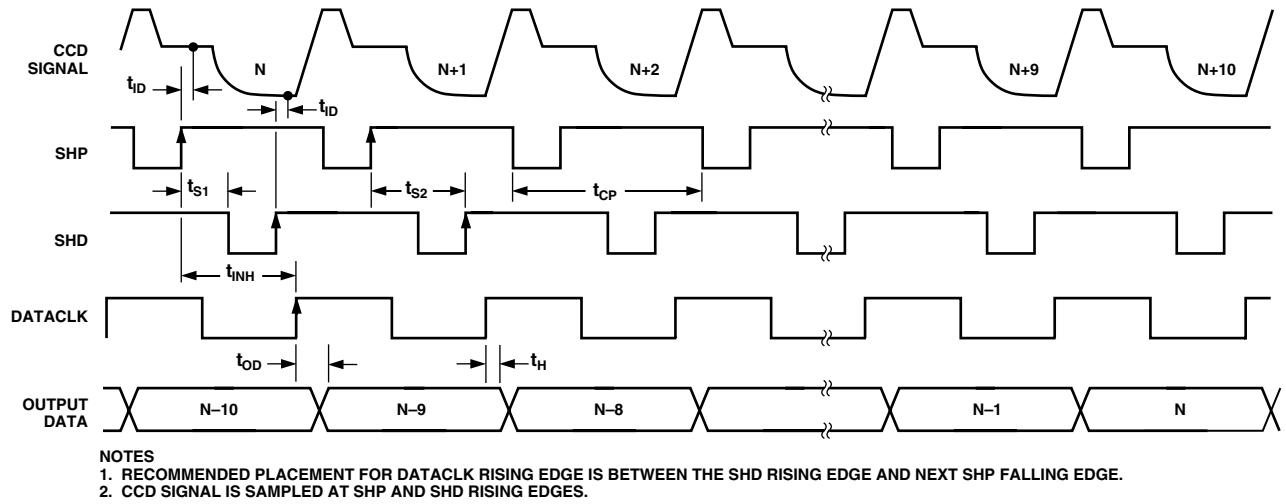 CCD
SIGNAL
N
N+1
N+2
N+9
N+10
tID
tID
SHP
tS1
tS2
tCP
SHD
tINH
DATACLK
tOD
tH
OUTPUT
DATA
N–10
N–9
N–8
N–1
N
NOTES
1. RECOMMENDED PLACEMENT FOR DATACLK RISING EDGE IS BETWEEN THE SHD RISING EDGE AND NEXT SHP FALLING EDGE.
2. CCD SIGNAL IS SAMPLED AT SHP AND SHD RISING EDGES.